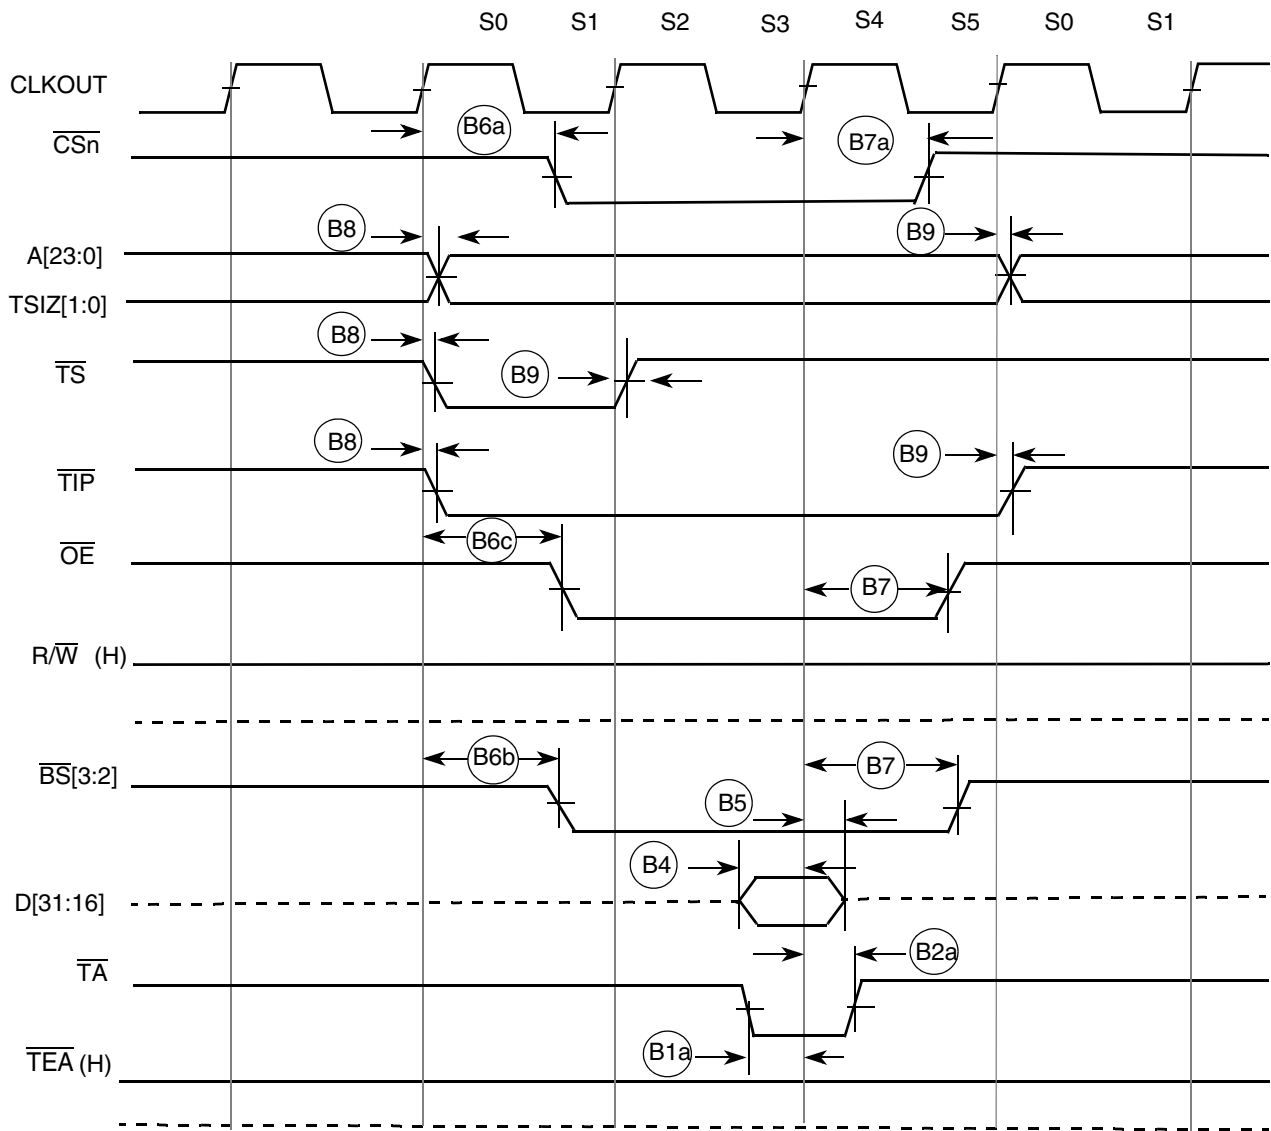 S0 S1 S2 S3 S4 S5 S0 S1
CLKOUT
B6a
B7a
CSn
B8
B9
A[23:0]
TSIZ[1:0]
B8
TS
B9
B8
B9
TIP
B6c
OE
B7
R/W (H)
B6b
B7
BS[3:2]
B5
B4
D[31:16]
B2a
TA
B1a
TEA (H)